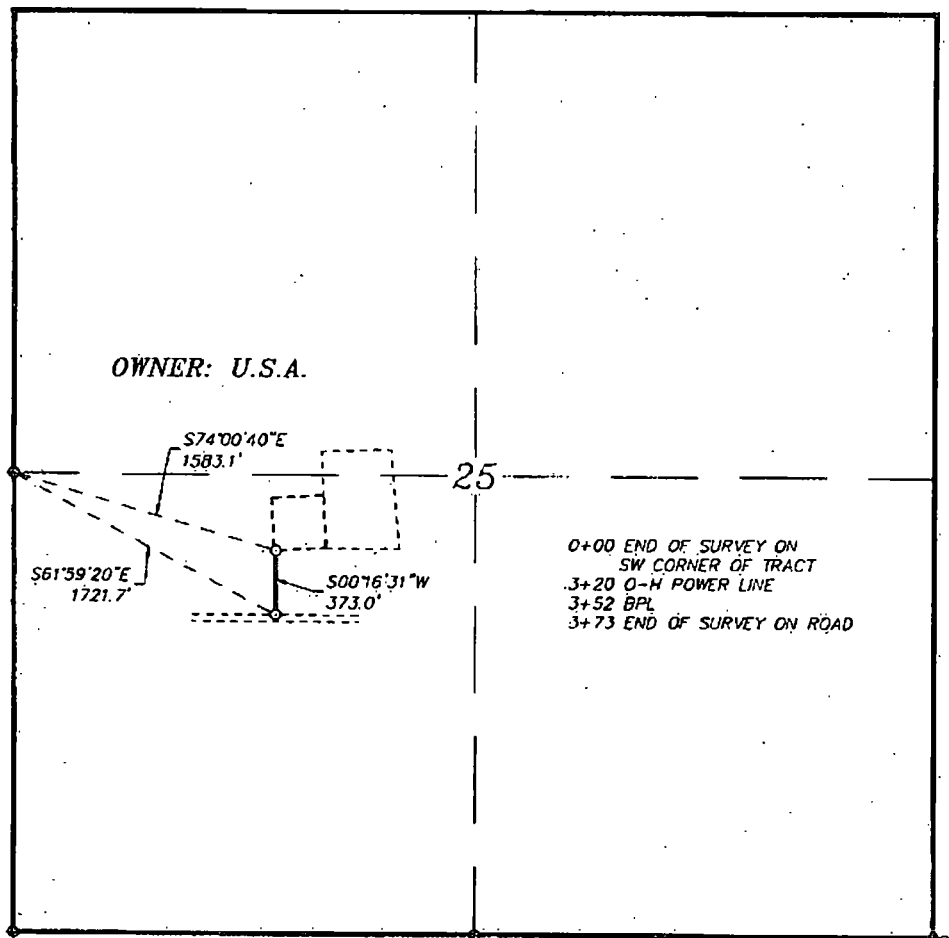 OWNER: U.S.A.
S74°00'40"E
1583.1'
25
S61°59'20"E
1721.7'
S00°16'31"W
373.0'
0+00 END OF SURVEY ON
SW CORNER OF TRACT
3+20 O-H POWER LINE
3+52 BPL
3+73 END OF SURVEY ON ROAD